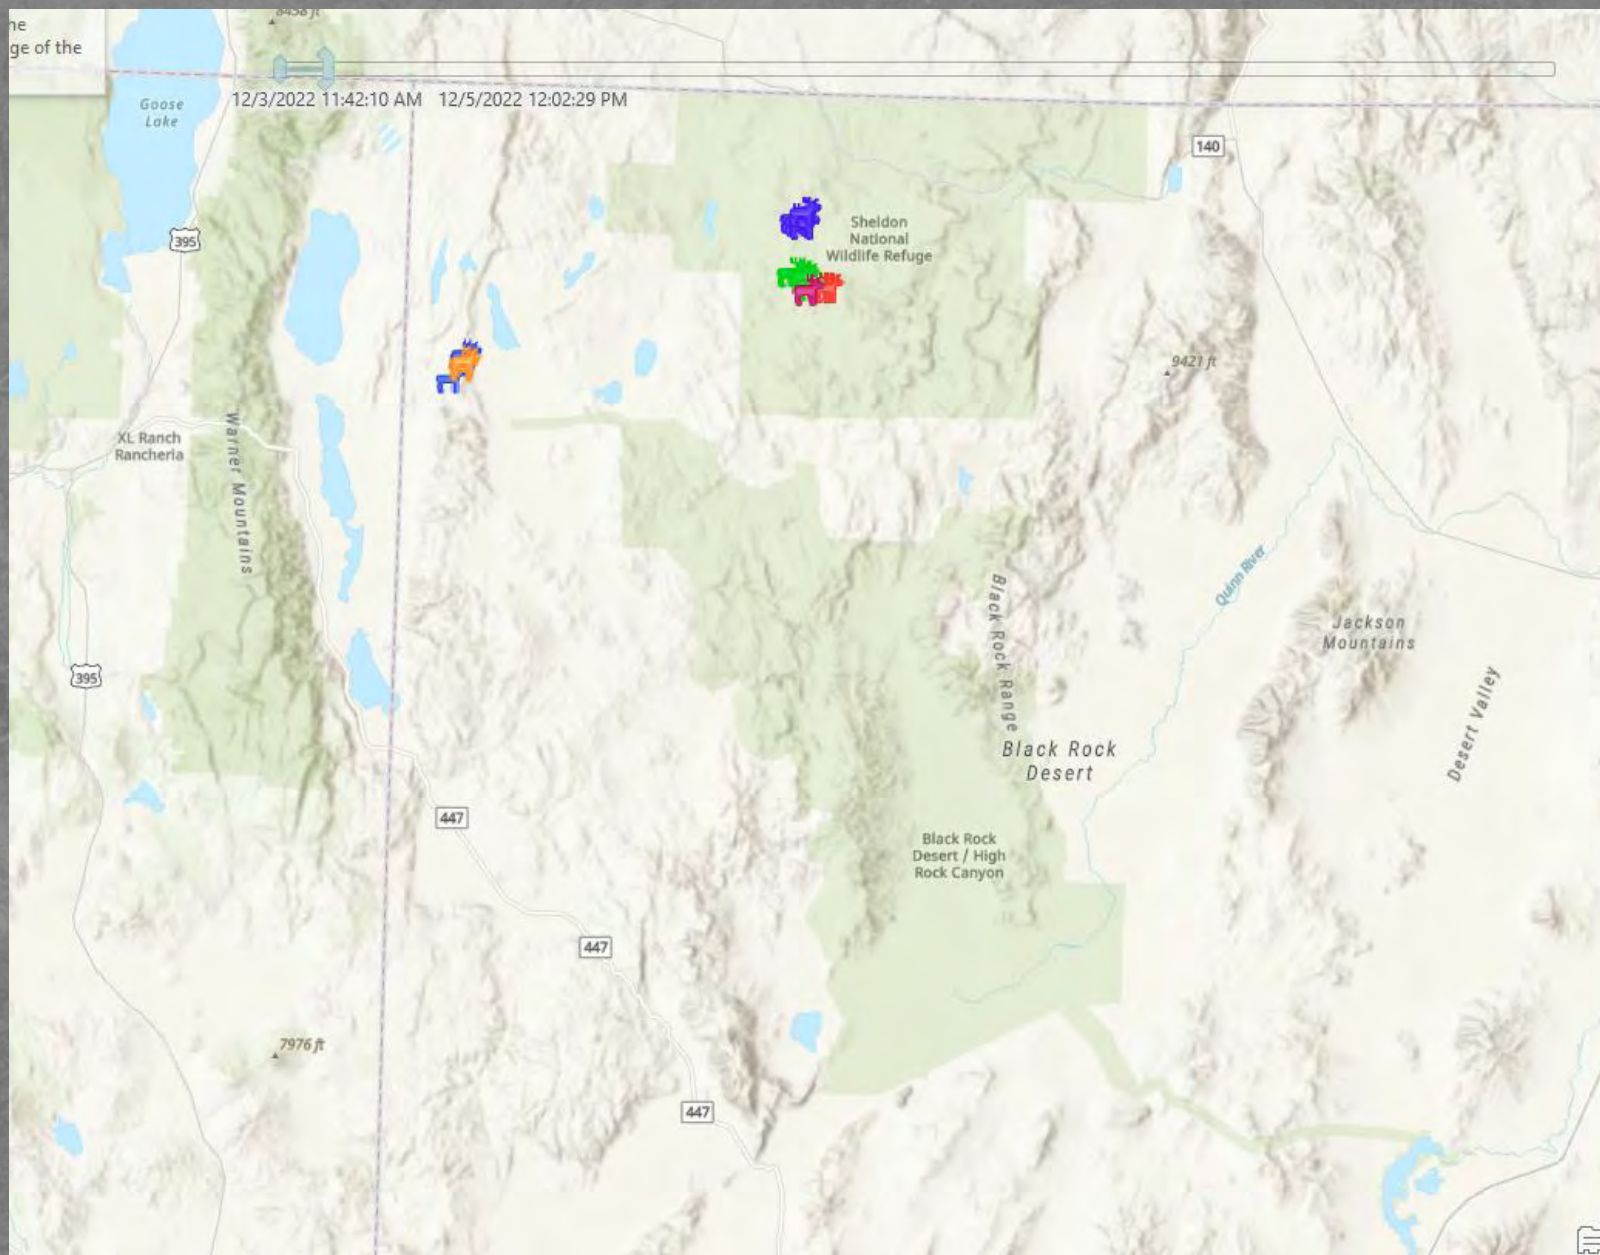 ge of the
8458 ft
12/3/2022 11:42:10 AM 12/5/2022 12:02:29 PM
Goose
Lake
140
395
Sheldon
National
Wildlife Refuge
9421 ft
XL Ranch
Rancheria
Warner Mountains
Quinn River
Black Rock Range
Jackson
Mountains
395
Desert Valley
Black Rock
Desert
447
Black Rock
Desert / High
Rock Canyon
447
7976 ft
447